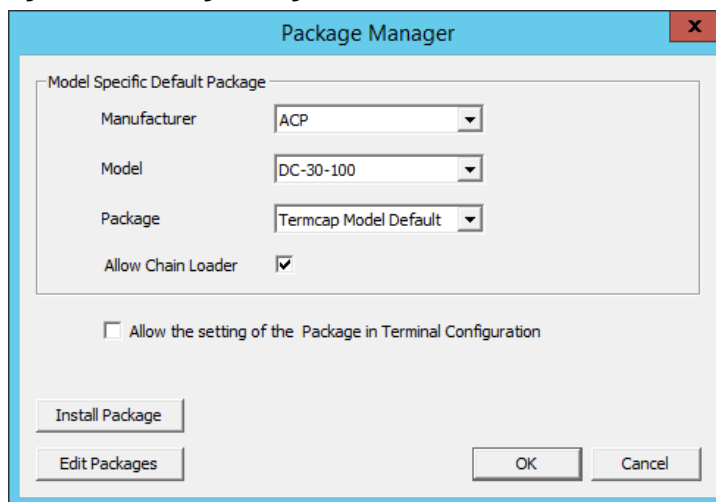 Package Manager
x
Model Specific Default Package
Manufacturer ACP
Model DC-30-100
Package Termcap Model Default
Allow Chain Loader
Allow the setting of the Package in Terminal Configuration
Install Package
Edit Packages OK Cancel